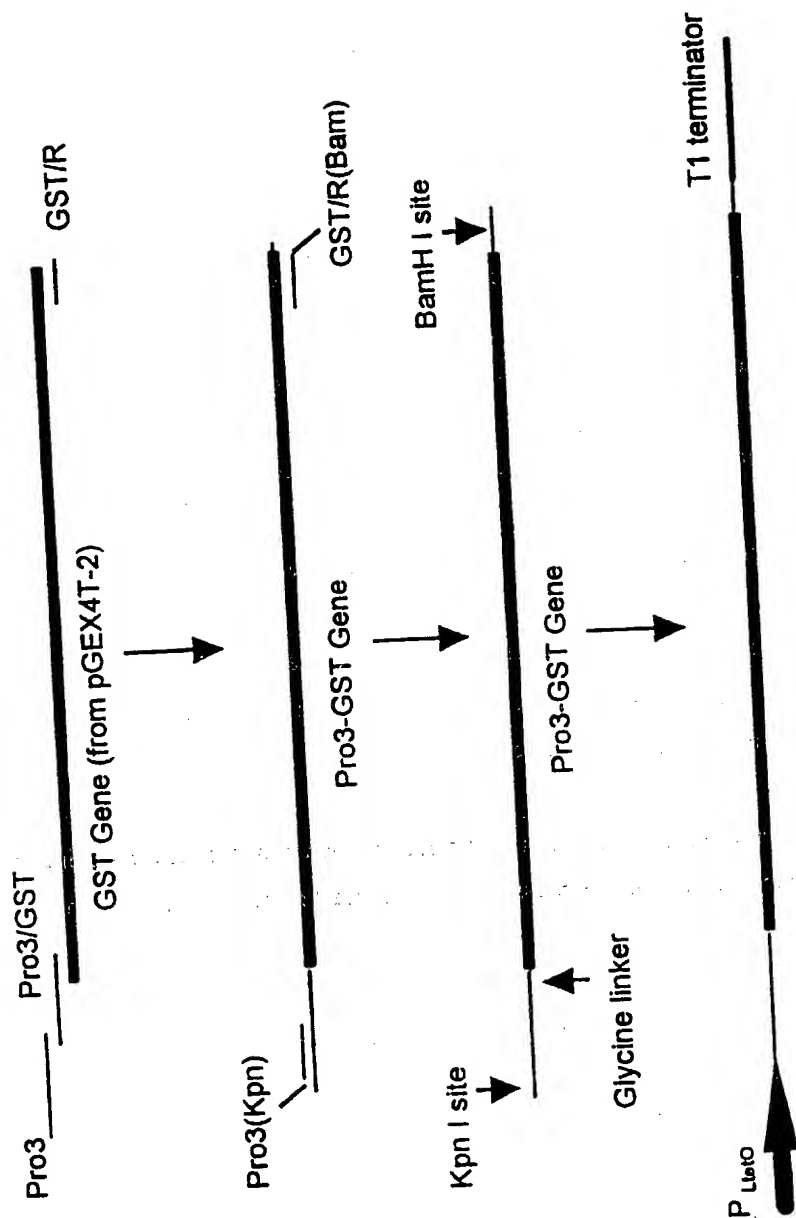 Pro3
Pro3/GST
GST/R
GST Gene (from pGEX4T-2)
Pro3(Kpn)
GST/R(Bam)
Pro3-GST Gene
Kpn I site
BamH I site
Glycine linker
Pro3-GST Gene
P LtetO
T1 terminator